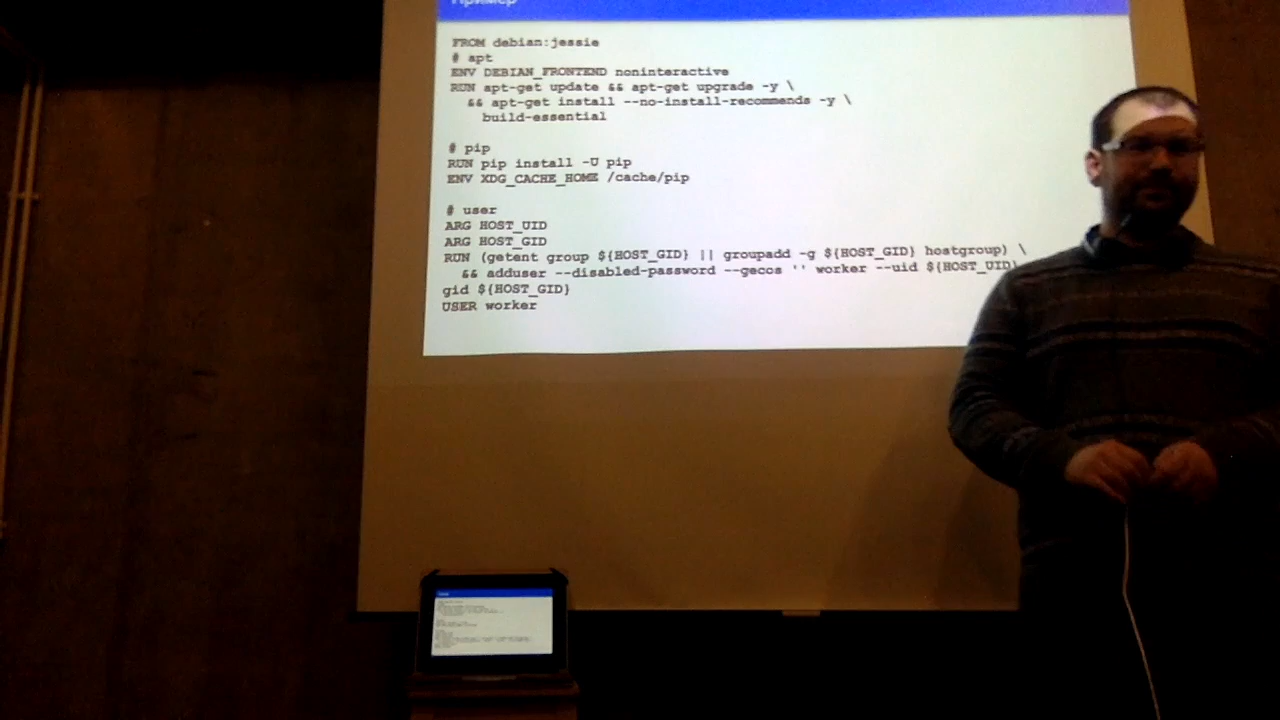 Пример
FROM debian:jessie
# apt
ENV DEBIAN_FRONTEND noninteractive
RUN apt-get update && apt-get upgrade -y \
&& apt-get install --no-install-recommends -y \
build-essential
# pip
RUN pip install -U pip
ENV XDG_CACHE_HOME /cache/pip
# user
ARG HOST_UID
ARG HOST_GID
RUN (getent group ${HOST_GID} || groupadd -g ${HOST_GID} hostgroup) \
&& adduser --disabled-password --gecos '' worker --uid ${HOST_UID}
gid ${HOST_GID}
USER worker